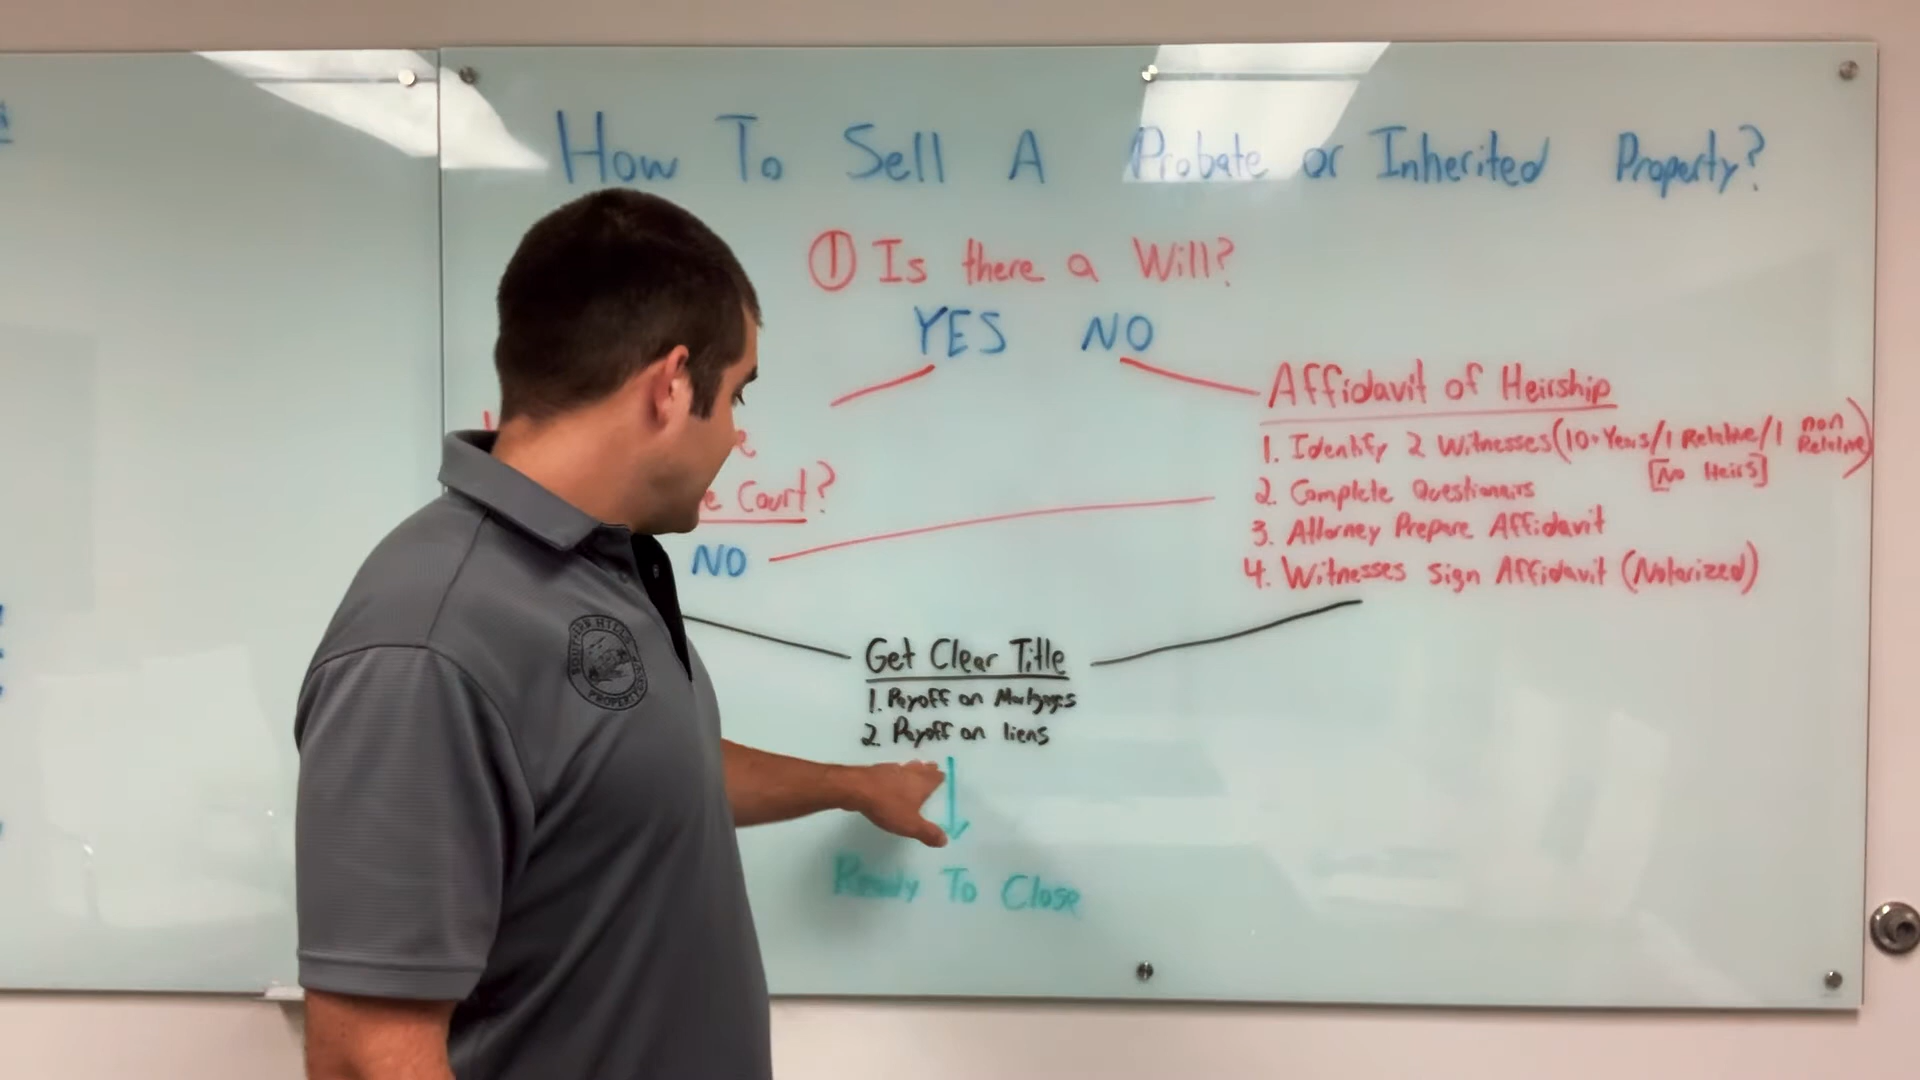 How To Sell A Probate or Inherited Property?
① Is there a Will?
YES NO
Affidavit of Heirship
1. Identify 2 Witnesses (10+ Years/1 Relative/1 non Relative)
[No Heirs]
e Court?
2. Complete Questionairs
3. Attorney Prepare Affidavit
NO
4. Witnesses Sign Affidavit (Notarized)
Get Clear Title
1. Payoff on Mortgages
2. Payoff on liens
Ready To Close
SOUTHERN HILLS
PROPERTY